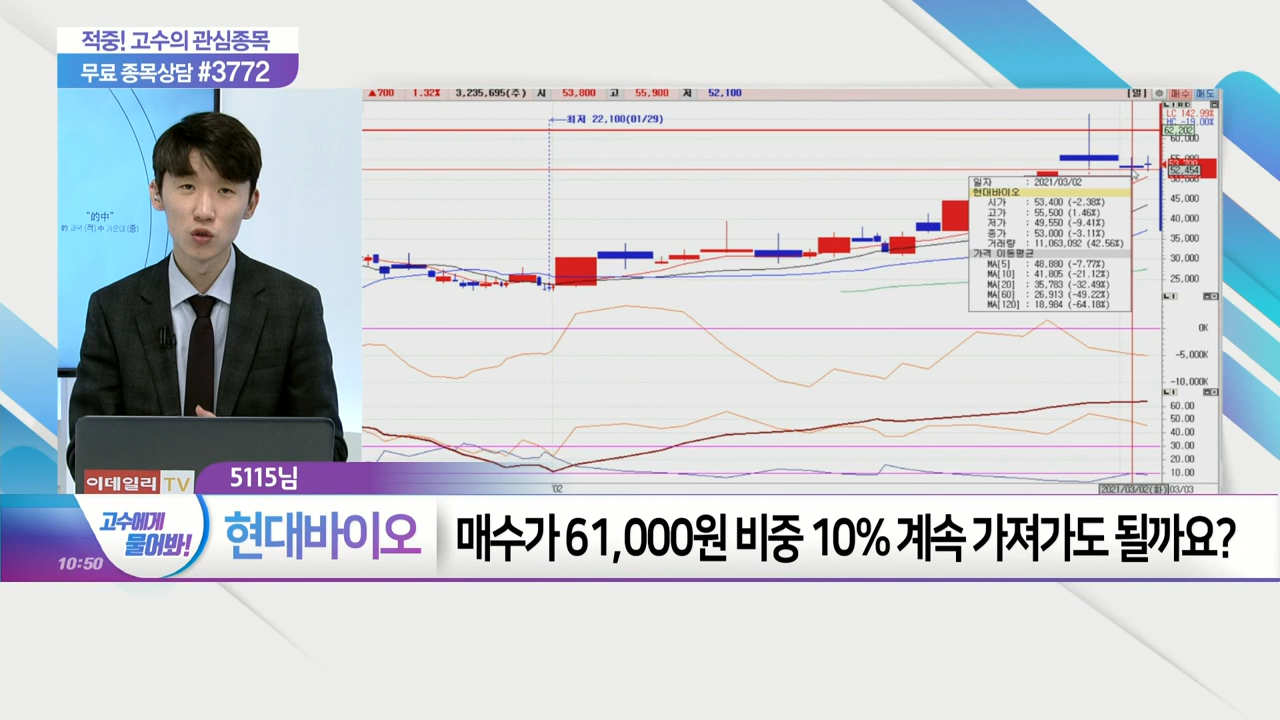 적중! 고수의 관심종목
무료 종목상담 #3772
"的中"
▲700 1.32% 3,235,695(주) 시 53,800 고 55,900 저 52,100 [일] 매수 매도
최저 22,100(01/29)
LC 142.99%
HC -19.00%
62,202
60,000
52,454
45,000
40,000
35,000
30,000
25,000
일자 : 2021/03/02
현대바이오
시가 : 53,400 (-2.38%)
고가 : 55,500 (1.46%)
저가 : 49,550 (-9.41%)
종가 : 53,000 (-3.11%)
거래량 : 11,063,092 (42.56%)
가격 이동평균
MA[5] : 48,880 (-7.77%)
MA[10] : 41,805 (-21.12%)
MA[20] : 35,783 (-32.49%)
MA[60] : 26,913 (-49.22%)
MA[120] : 18,984 (-64.18%)
0K
-5,000K
-10,000K
60.00
50.00
40.00
30.00
20.00
10.00
'02 2021/03/02(화) 03/03
이데일리 TV
5115님
고수에게
물어봐!
10:50
현대바이오
매수가 61,000원 비중 10% 계속 가져가도 될까요?